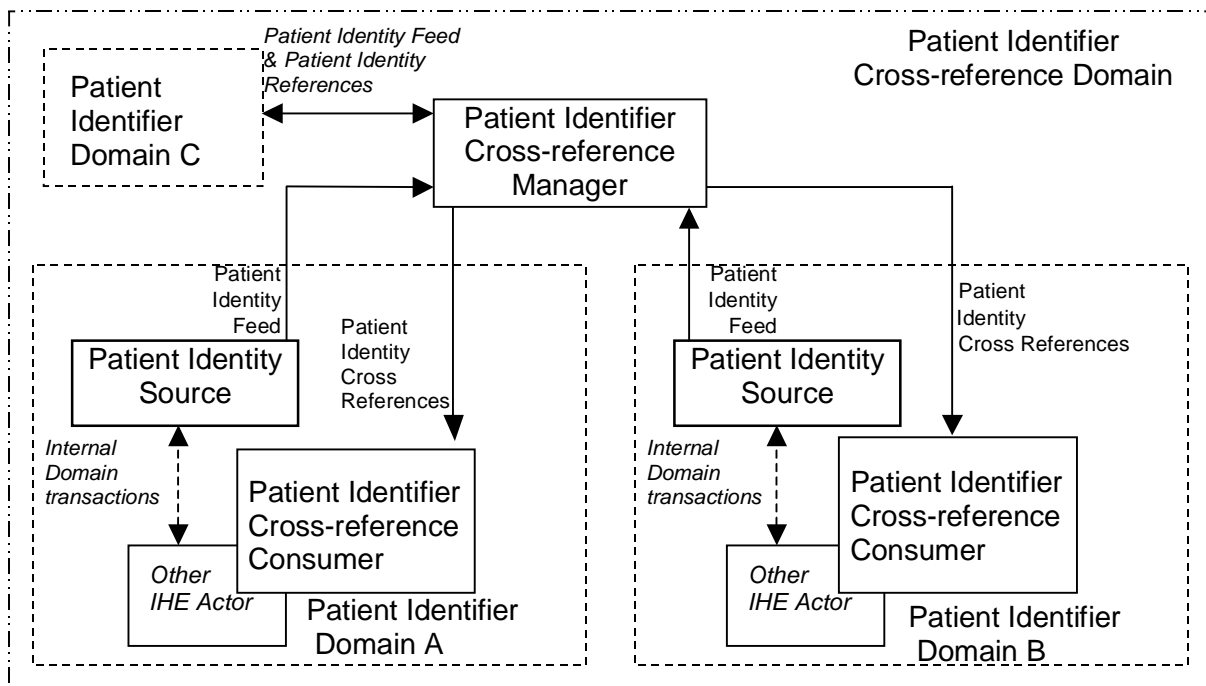 Patient Identity Feed
& Patient Identity
References
Patient Identifier
Cross-reference Domain
Patient
Identifier
Domain C
Patient Identifier
Cross-reference
Manager
Patient
Identity
Feed
Patient
Identity
Cross
References
Patient Identity
Source
Internal
Domain
transactions
Patient Identifier
Cross-reference
Consumer
Other
IHE Actor
Patient Identifier
Domain A
Patient
Identity
Feed
Patient
Identity
Cross References
Patient Identity
Source
Internal
Domain
transactions
Patient Identifier
Cross-reference
Consumer
Other
IHE Actor
Patient Identifier
Domain B